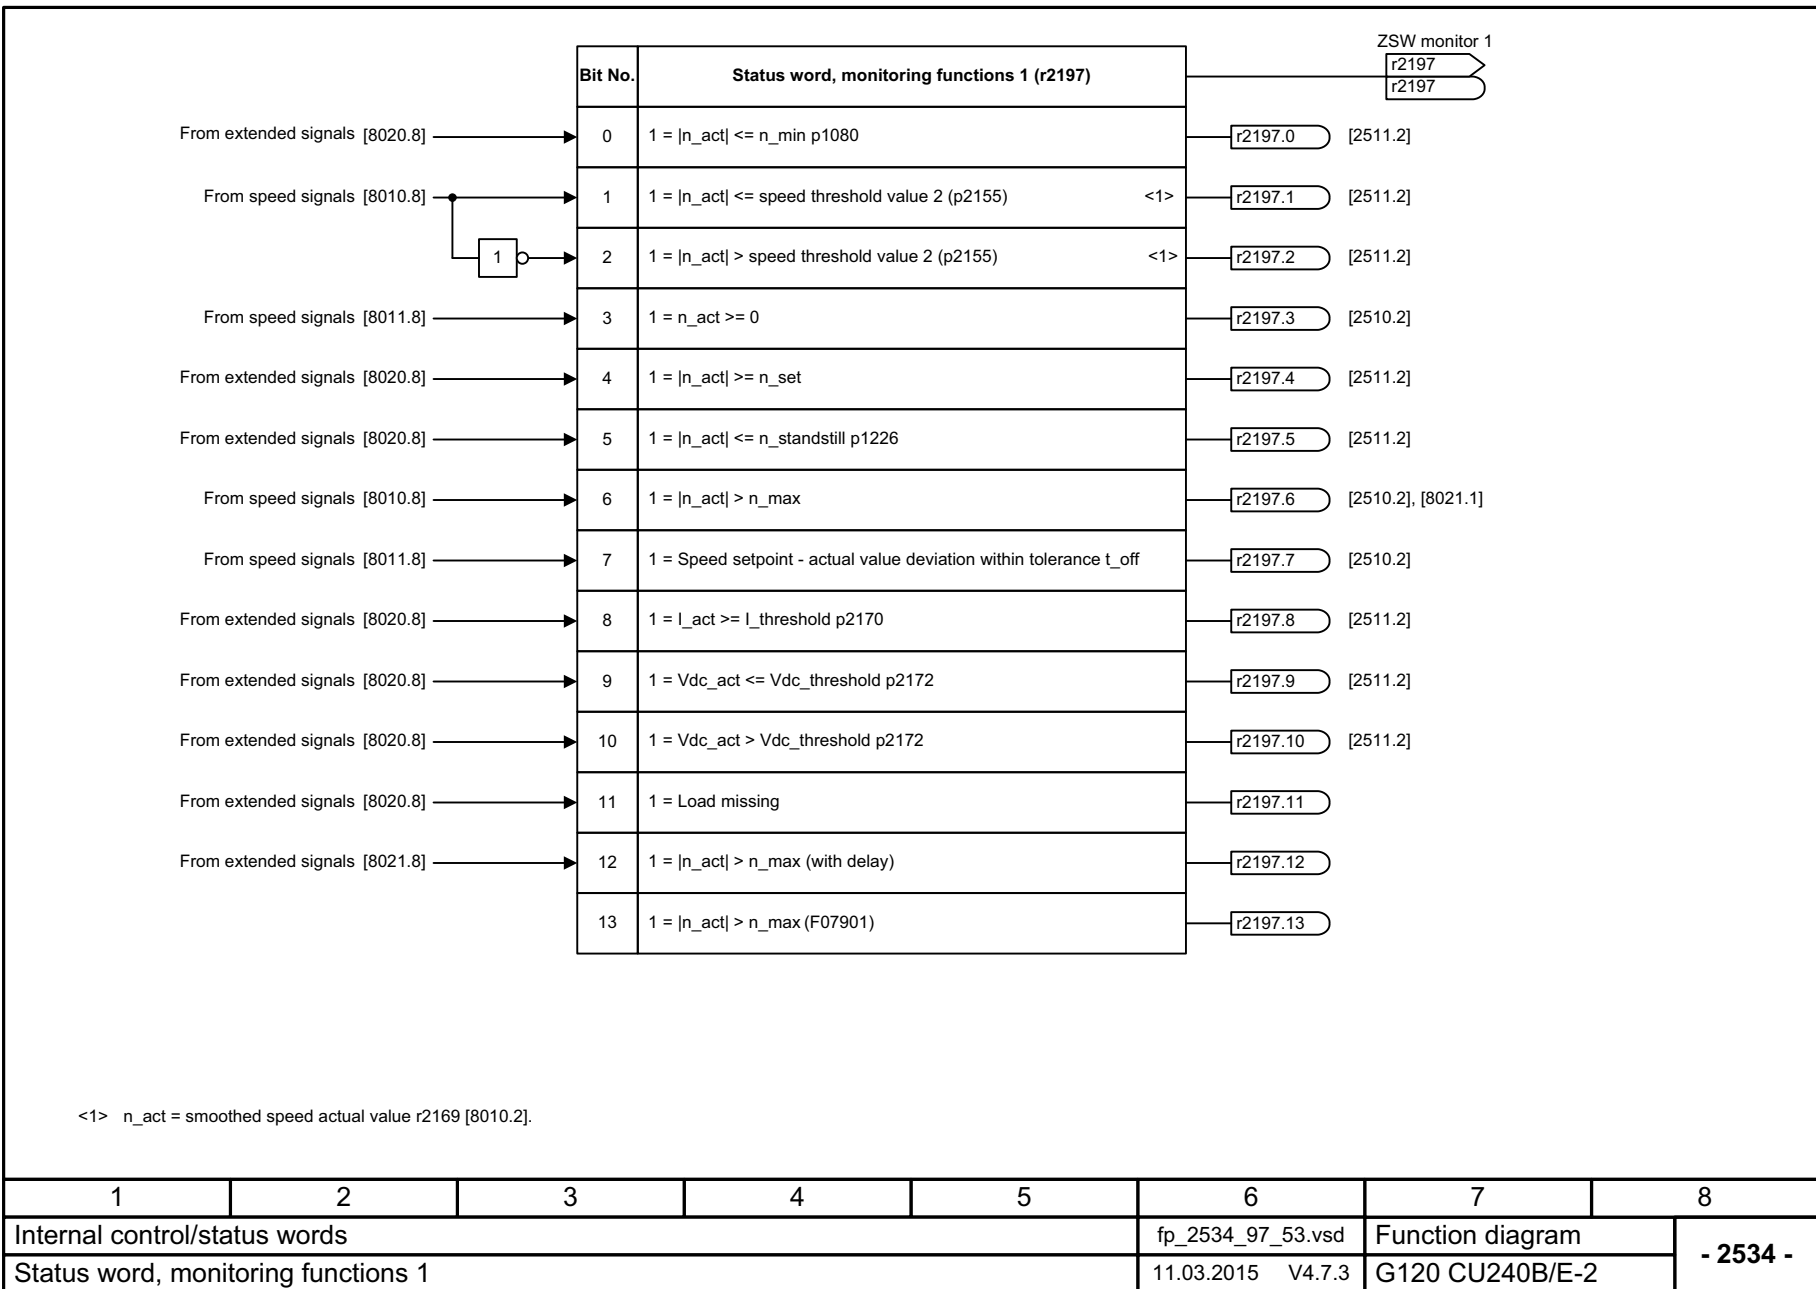 ZSW monitor 1
Bit No. Status word, monitoring functions 1 (r2197) r2197
r2197
From extended signals [8020.8] 0 1 = |n_act| <= n_min p1080 r2197.0 [2511.2]
From speed signals [8010.8] 1 1 = |n_act| <= speed threshold value 2 (p2155) <1> r2197.1 [2511.2]
1 2 1 = |n_act| > speed threshold value 2 (p2155) <1> r2197.2 [2511.2]
From speed signals [8011.8] 3 1 = n_act >= 0 r2197.3 [2510.2]
From extended signals [8020.8] 4 1 = |n_act| >= n_set r2197.4 [2511.2]
From extended signals [8020.8] 5 1 = |n_act| <= n_standstill p1226 r2197.5 [2511.2]
From speed signals [8010.8] 6 1 = |n_act| > n_max r2197.6 [2510.2], [8021.1]
From speed signals [8011.8] 7 1 = Speed setpoint - actual value deviation within tolerance t_off r2197.7 [2510.2]
From extended signals [8020.8] 8 1 = I_act >= I_threshold p2170 r2197.8 [2511.2]
From extended signals [8020.8] 9 1 = Vdc_act <= Vdc_threshold p2172 r2197.9 [2511.2]
From extended signals [8020.8] 10 1 = Vdc_act > Vdc_threshold p2172 r2197.10 [2511.2]
From extended signals [8020.8] 11 1 = Load missing r2197.11
From extended signals [8021.8] 12 1 = |n_act| > n_max (with delay) r2197.12
13 1 = |n_act| > n_max (F07901) r2197.13
<1> n_act = smoothed speed actual value r2169 [8010.2].
1 2 3 4 5 6 7 8
Internal control/status words fp_2534_97_53.vsd Function diagram - 2534 -
Status word, monitoring functions 1 11.03.2015 V4.7.3 G120 CU240B/E-2